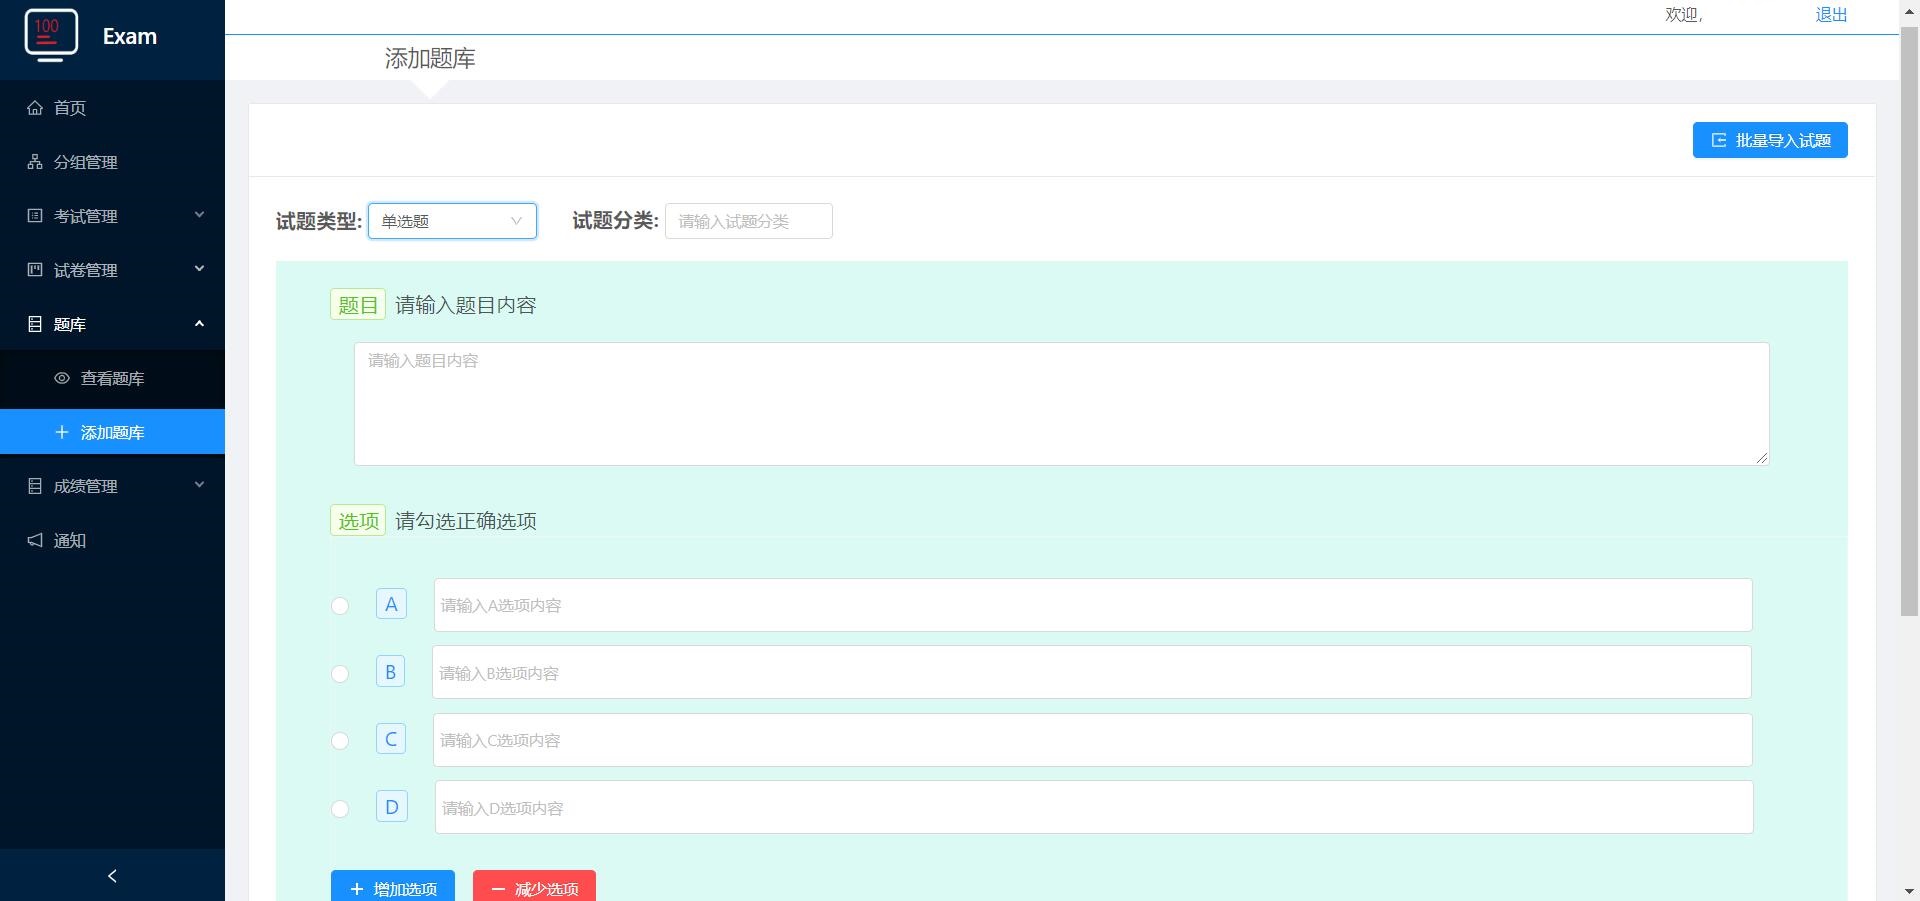 100
Exam
欢迎,
退出
添加题库
首页
分组管理
考试管理
试卷管理
题库
查看题库
添加题库
成绩管理
通知
批量导入试题
试题类型: 单选题 试题分类: 请输入试题分类
题目 请输入题目内容
请输入题目内容
选项 请勾选正确选项
A 请输入A选项内容
B 请输入B选项内容
C 请输入C选项内容
D 请输入D选项内容
增加选项 减少选项